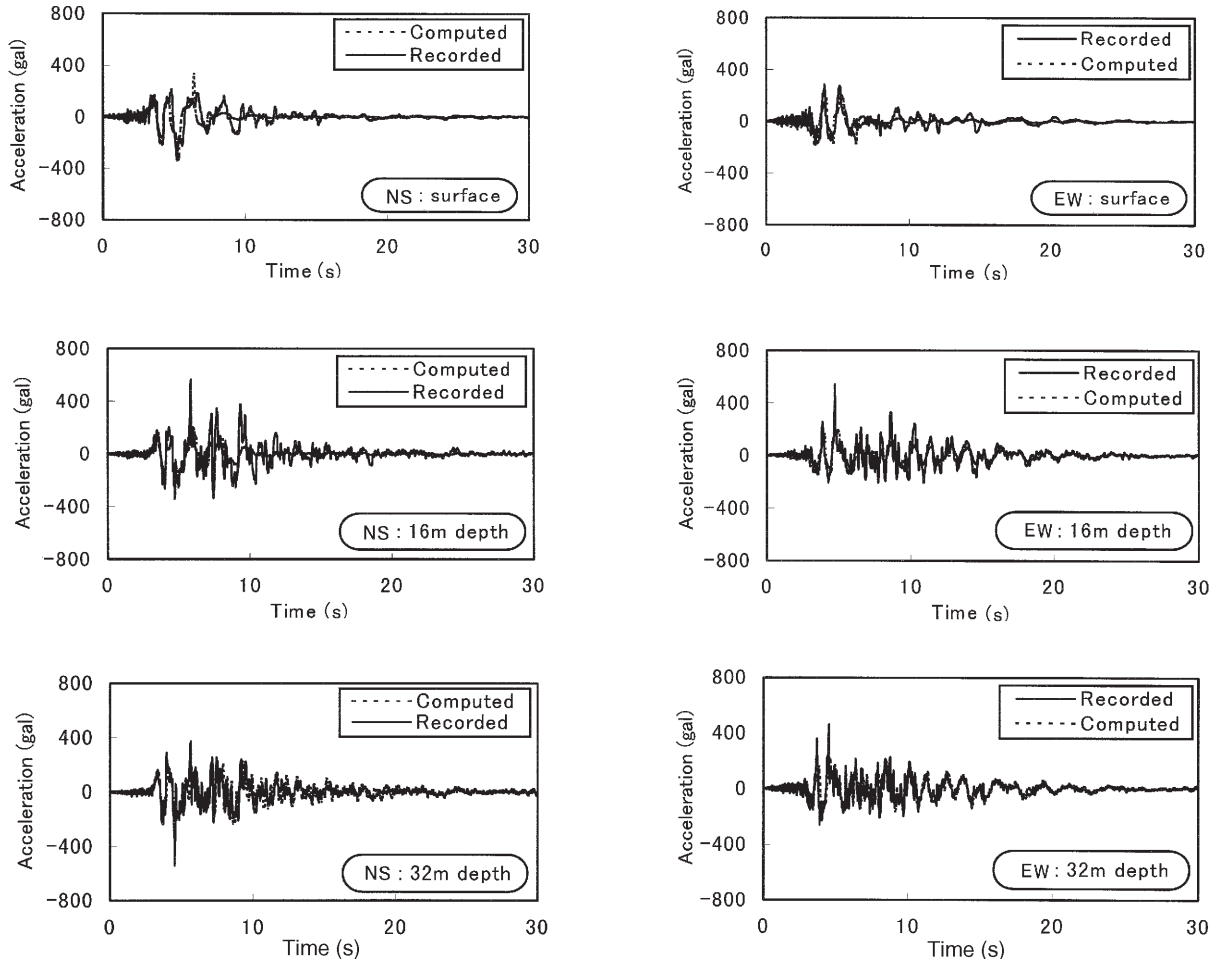 800
400
0
-400
-800
Acceleration (gal)
Computed
Recorded
NS : surface
0 10 20 30
Time (s)
800
400
0
-400
-800
Acceleration (gal)
Recorded
Computed
EW : surface
0 10 20 30
Time (s)
800
400
0
-400
-800
Acceleration (gal)
Computed
Recorded
NS : 16m depth
0 10 20 30
Time (s)
800
400
0
-400
-800
Acceleration (gal)
Recorded
Computed
EW : 16m depth
0 10 20 30
Time (s)
800
400
0
-400
-800
Acceleration (gal)
Computed
Recorded
NS : 32m depth
0 10 20 30
Time (s)
800
400
0
-400
-800
Acceleration (gal)
Recorded
Computed
EW : 32m depth
0 10 20 30
Time (s)